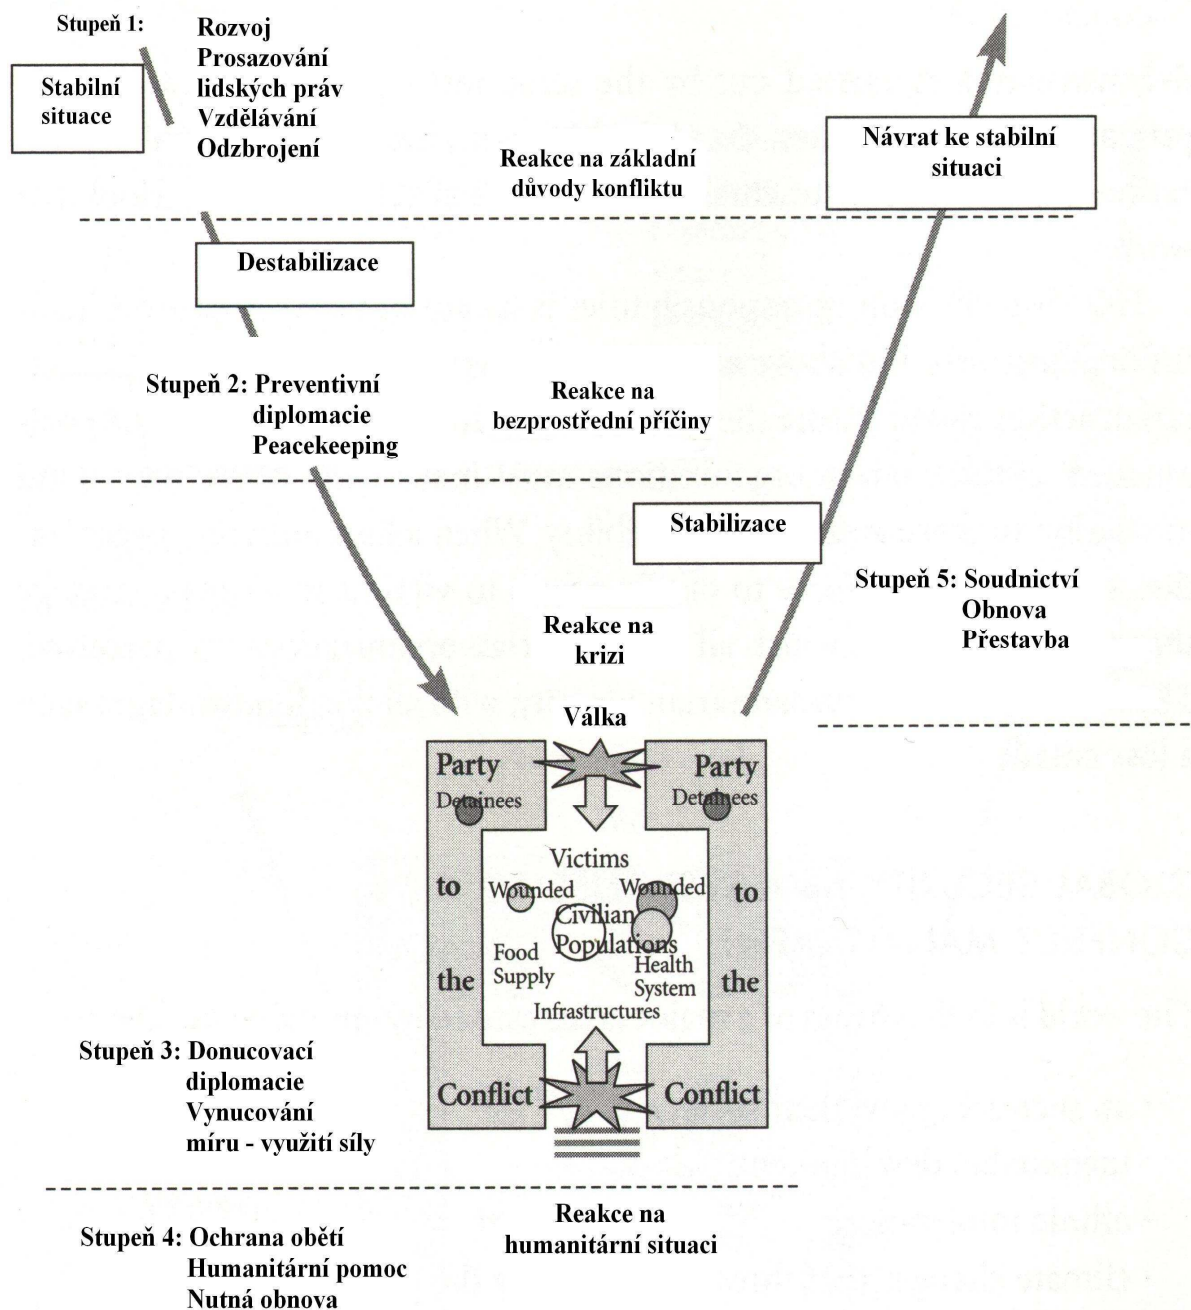 Stupeň 1:
Rozvoj
Prosazování
lidských práv
Vzdělávání
Odzbrojení
Stabilní
situace
Návrat ke stabilní
situaci
Reakce na základní
důvody konfliktu
Destabilizace
Stupeň 2: Preventivní
diplomacie
Peacekeeping
Reakce na
bezprostřední příčiny
Stabilizace
Stupeň 5: Soudnictví
Obnova
Přestavba
Reakce na
krizi
Válka
Party
Detainees
to
the
Conflict
Party
Detainees
to
the
Conflict
Victims
Wounded
Wounded
Civilian
Populations
Food
Supply
Health
System
Infrastructures
Stupeň 3: Donucovací
diplomacie
Vynucování
míru - využití síly
Stupeň 4: Ochrana obětí
Humanitární pomoc
Nutná obnova
Reakce na
humanitární situaci